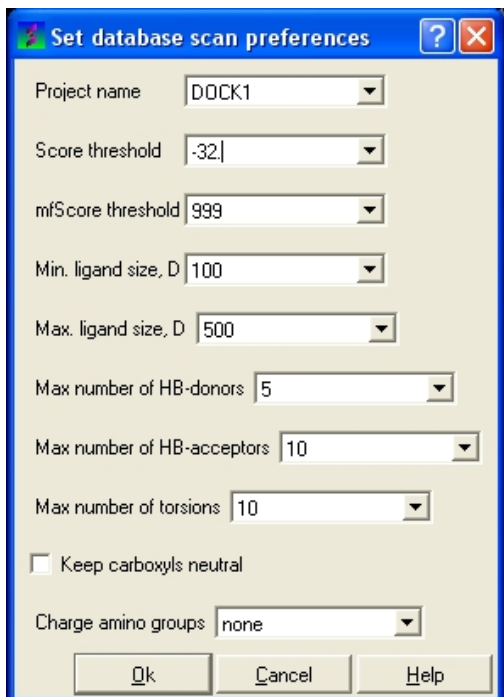 Set database scan preferences
Project name DOCK1
Score threshold -32.
mfScore threshold 999
Min. ligand size, D 100
Max. ligand size, D 500
Max number of HB-donors 5
Max number of HB-acceptors 10
Max number of torsions 10
Keep carboxyls neutral
Charge amino groups none
Ok Cancel Help